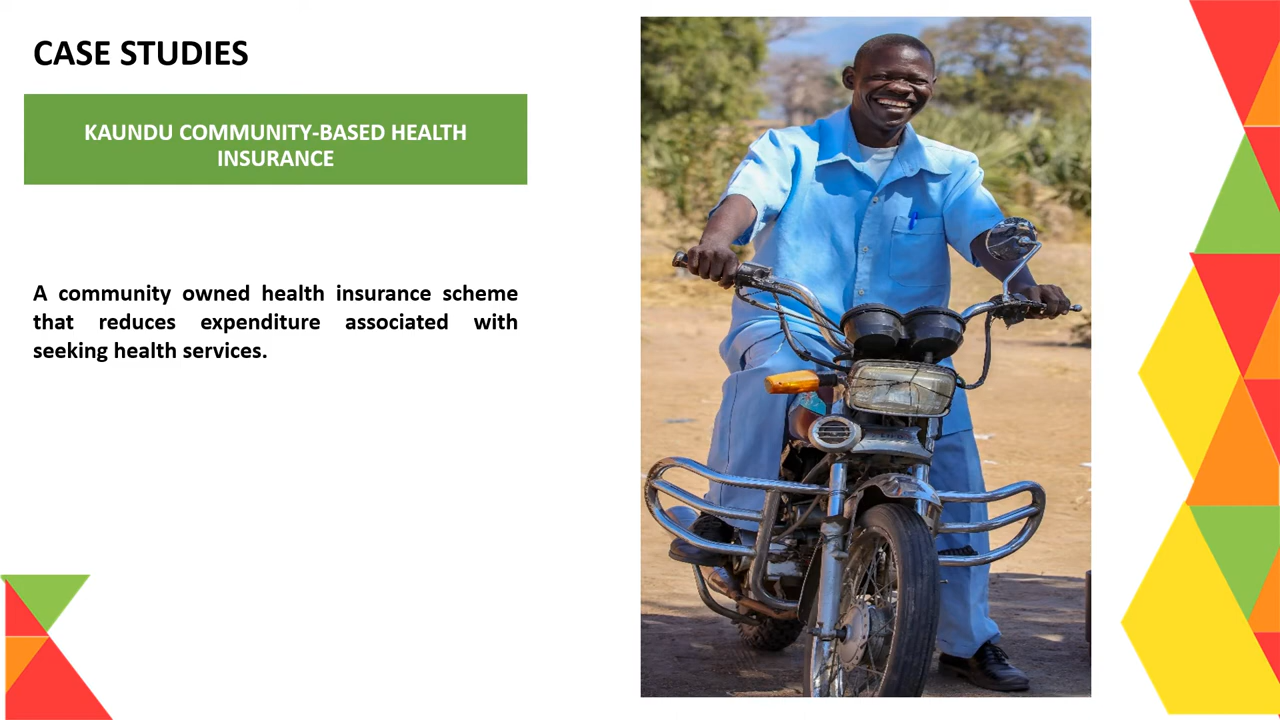 CASE STUDIES
KAUNDU COMMUNITY-BASED HEALTH
INSURANCE
A community owned health insurance scheme
that reduces expenditure associated with
seeking health services.